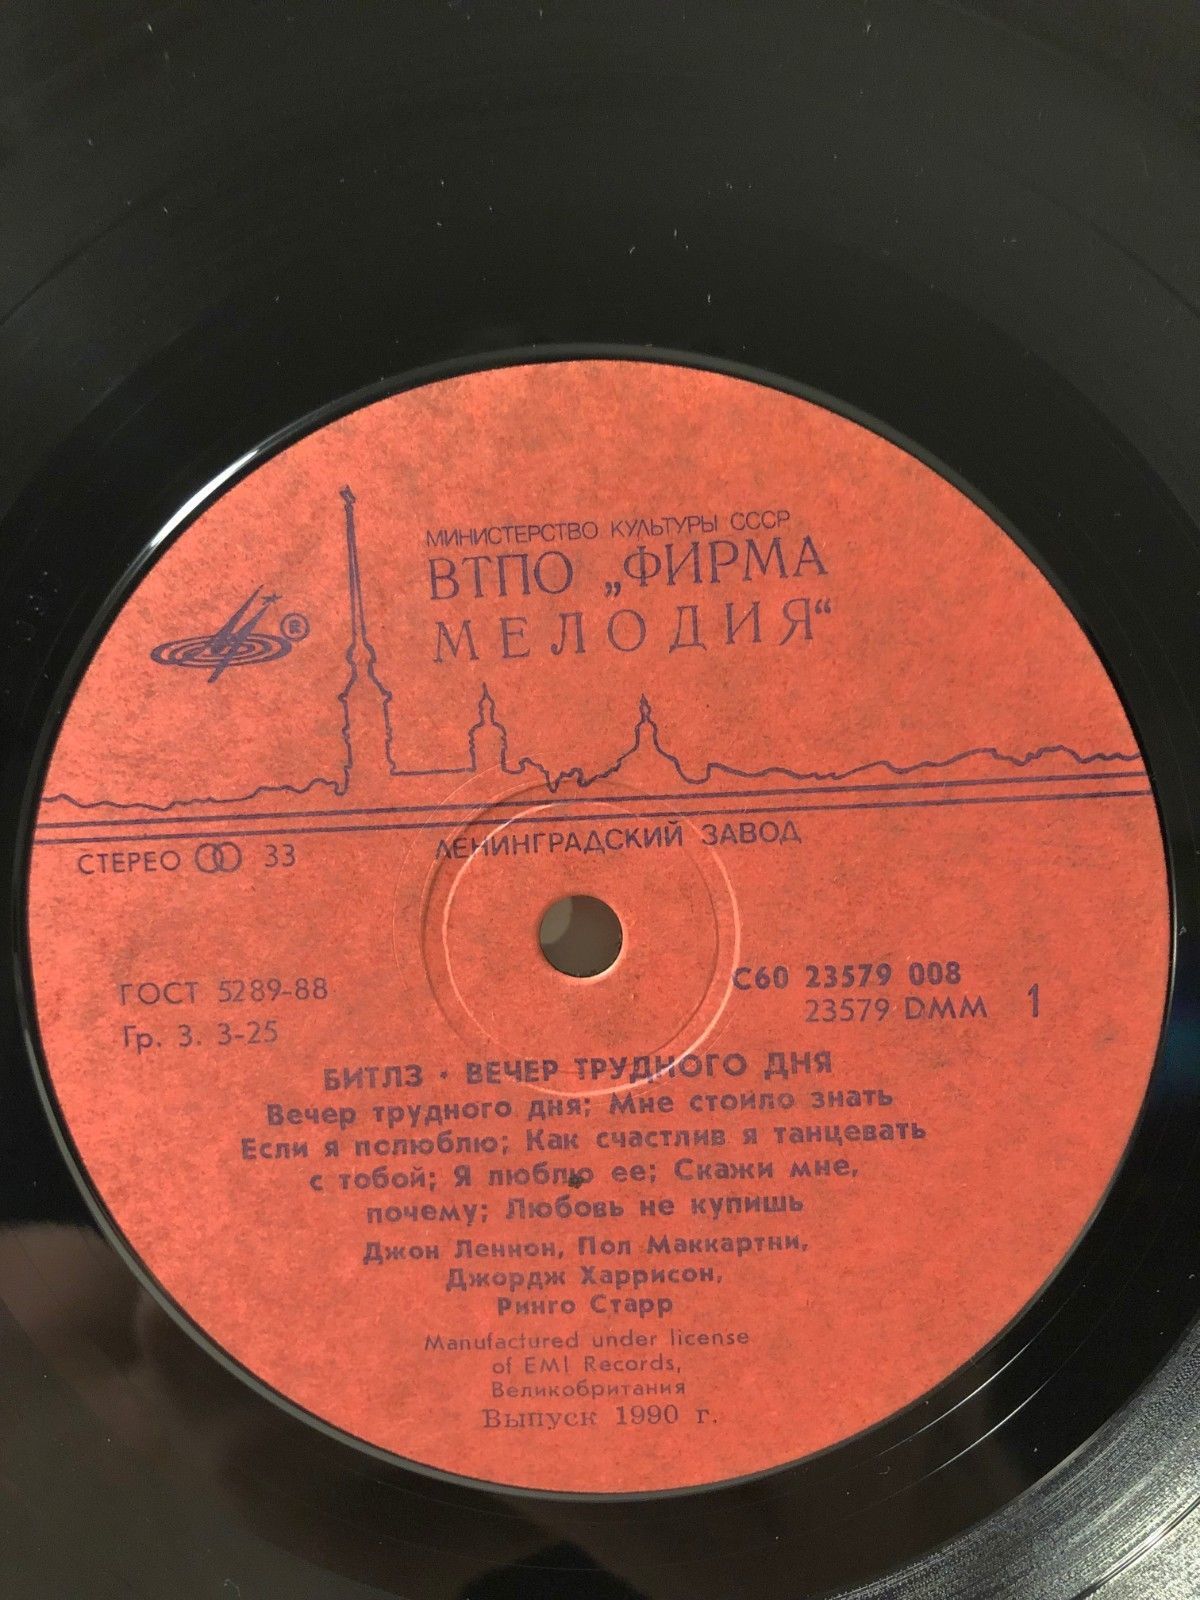 МИНИСТЕРСТВО КУЛЬТУРЫ СССР
ВТПО „ФИРМА
МЕЛОДИЯ“
®
ЛЕНИНГРАДСКИЙ ЗАВОД
СТЕРЕО 33
ГОСТ 5289-88
Гр. 3. 3-25
С60 23579 008
23579 DMM 1
БИТЛЗ • ВЕЧЕР ТРУДНОГО ДНЯ
Вечер трудного дня; Мне стоило знать
Если я полюблю; Как счастлив я танцевать
с тобой; Я люблю ее; Скажи мне,
почему; Любовь не купишь
Джон Леннон, Пол Маккартни,
Джордж Харрисон,
Ринго Старр
Manufactured under license
of EMI Records,
Великобритания
Выпуск 1990 г.